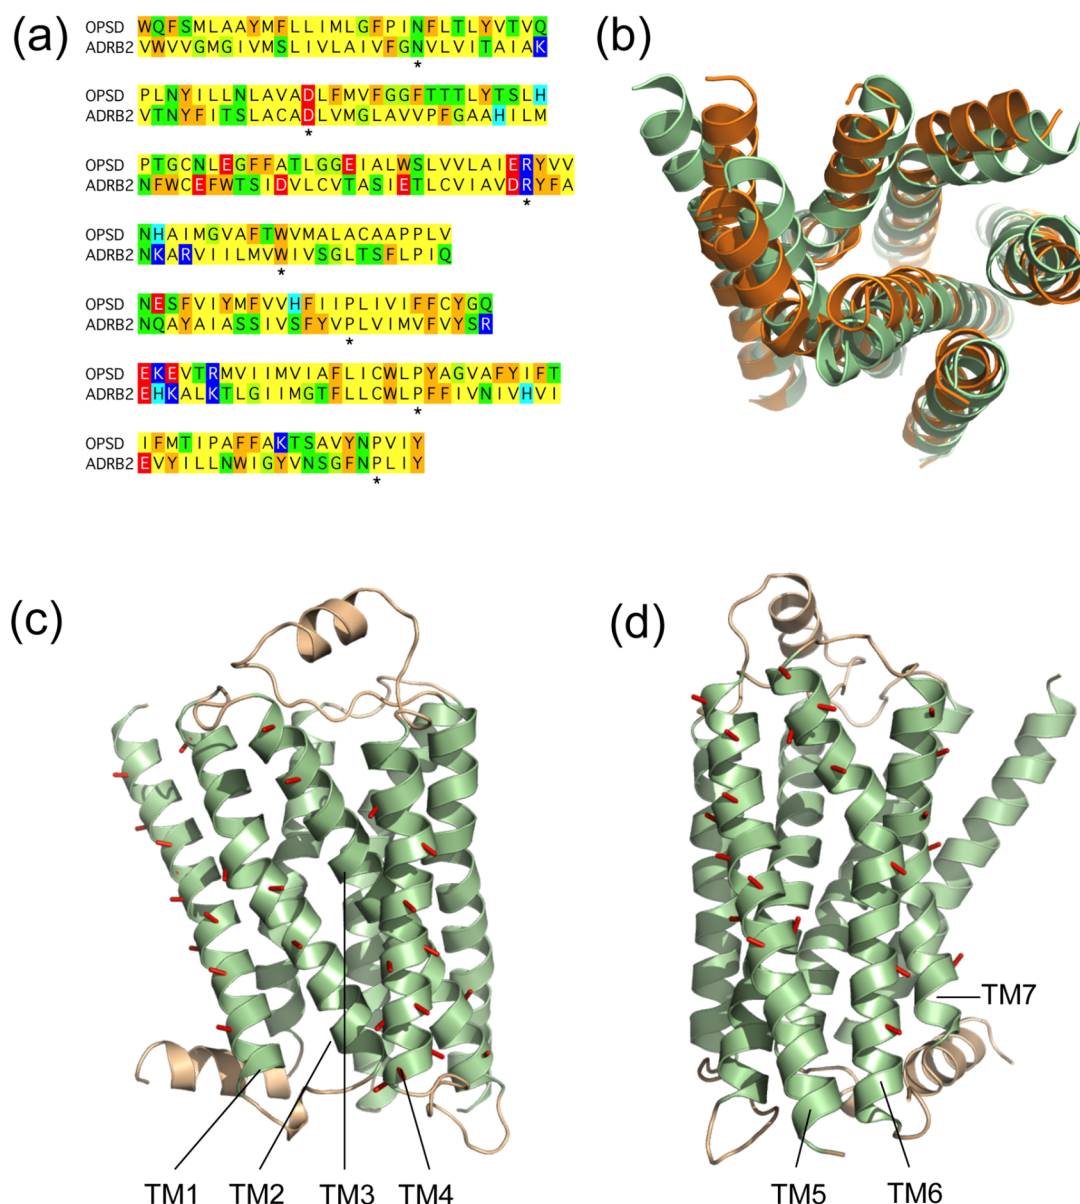 (a)
OPSD WQFSMLAAYMFLLIMLGFPINFLTLYVTVQ
ADRB2 VWVVGMGIVMSLIVLAIVFGNVLVITAIAK
*
OPSD PLNYILLNLAVADLFMVFGGFTTTLYTSLH
ADRB2 VTNYFITSLACADLVMGLAVVPFGAAHILM
*
OPSD PTGCNLEGFFATLGGEIALWSLVVLAIERYVV
ADRB2 NFWCEFWTSIDVLCVTASIETLCVIAVDRYFA
*
OPSD NHAIMGVAFTWVMALACAAPPLV
ADRB2 NKARVIILMVWIVSGLTSFLPIQ
*
OPSD NESFVIYMFVVHFIIPLIVIFFCYGQ
ADRB2 NQAYAIASSIVSFYVPLVIMVFVYSR
*
OPSD EKEVTRMVIIMVIAFLICWLPYAGVAFYIFT
ADRB2 EHKALKTLGIIMGTFLLCWLPFFIVNIVHVI
*
OPSD IFMTIPAFFAKTSAVYNPVIY
ADRB2 EVYILLNWIGYVNSGFNPLIY
*
(b)
(c)
TM1 TM2 TM3 TM4
(d)
TM7
TM5 TM6